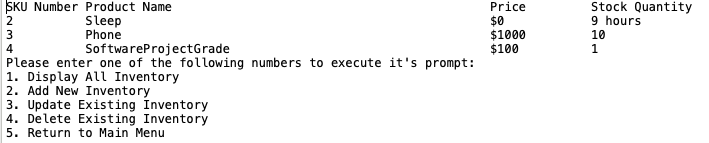 SKU Number Product Name Price Stock Quantity
2 Sleep $0 9 hours
3 Phone $1000 10
4 SoftwareProjectGrade $100 1
Please enter one of the following numbers to execute it's prompt:
1. Display All Inventory
2. Add New Inventory
3. Update Existing Inventory
4. Delete Existing Inventory
5. Return to Main Menu